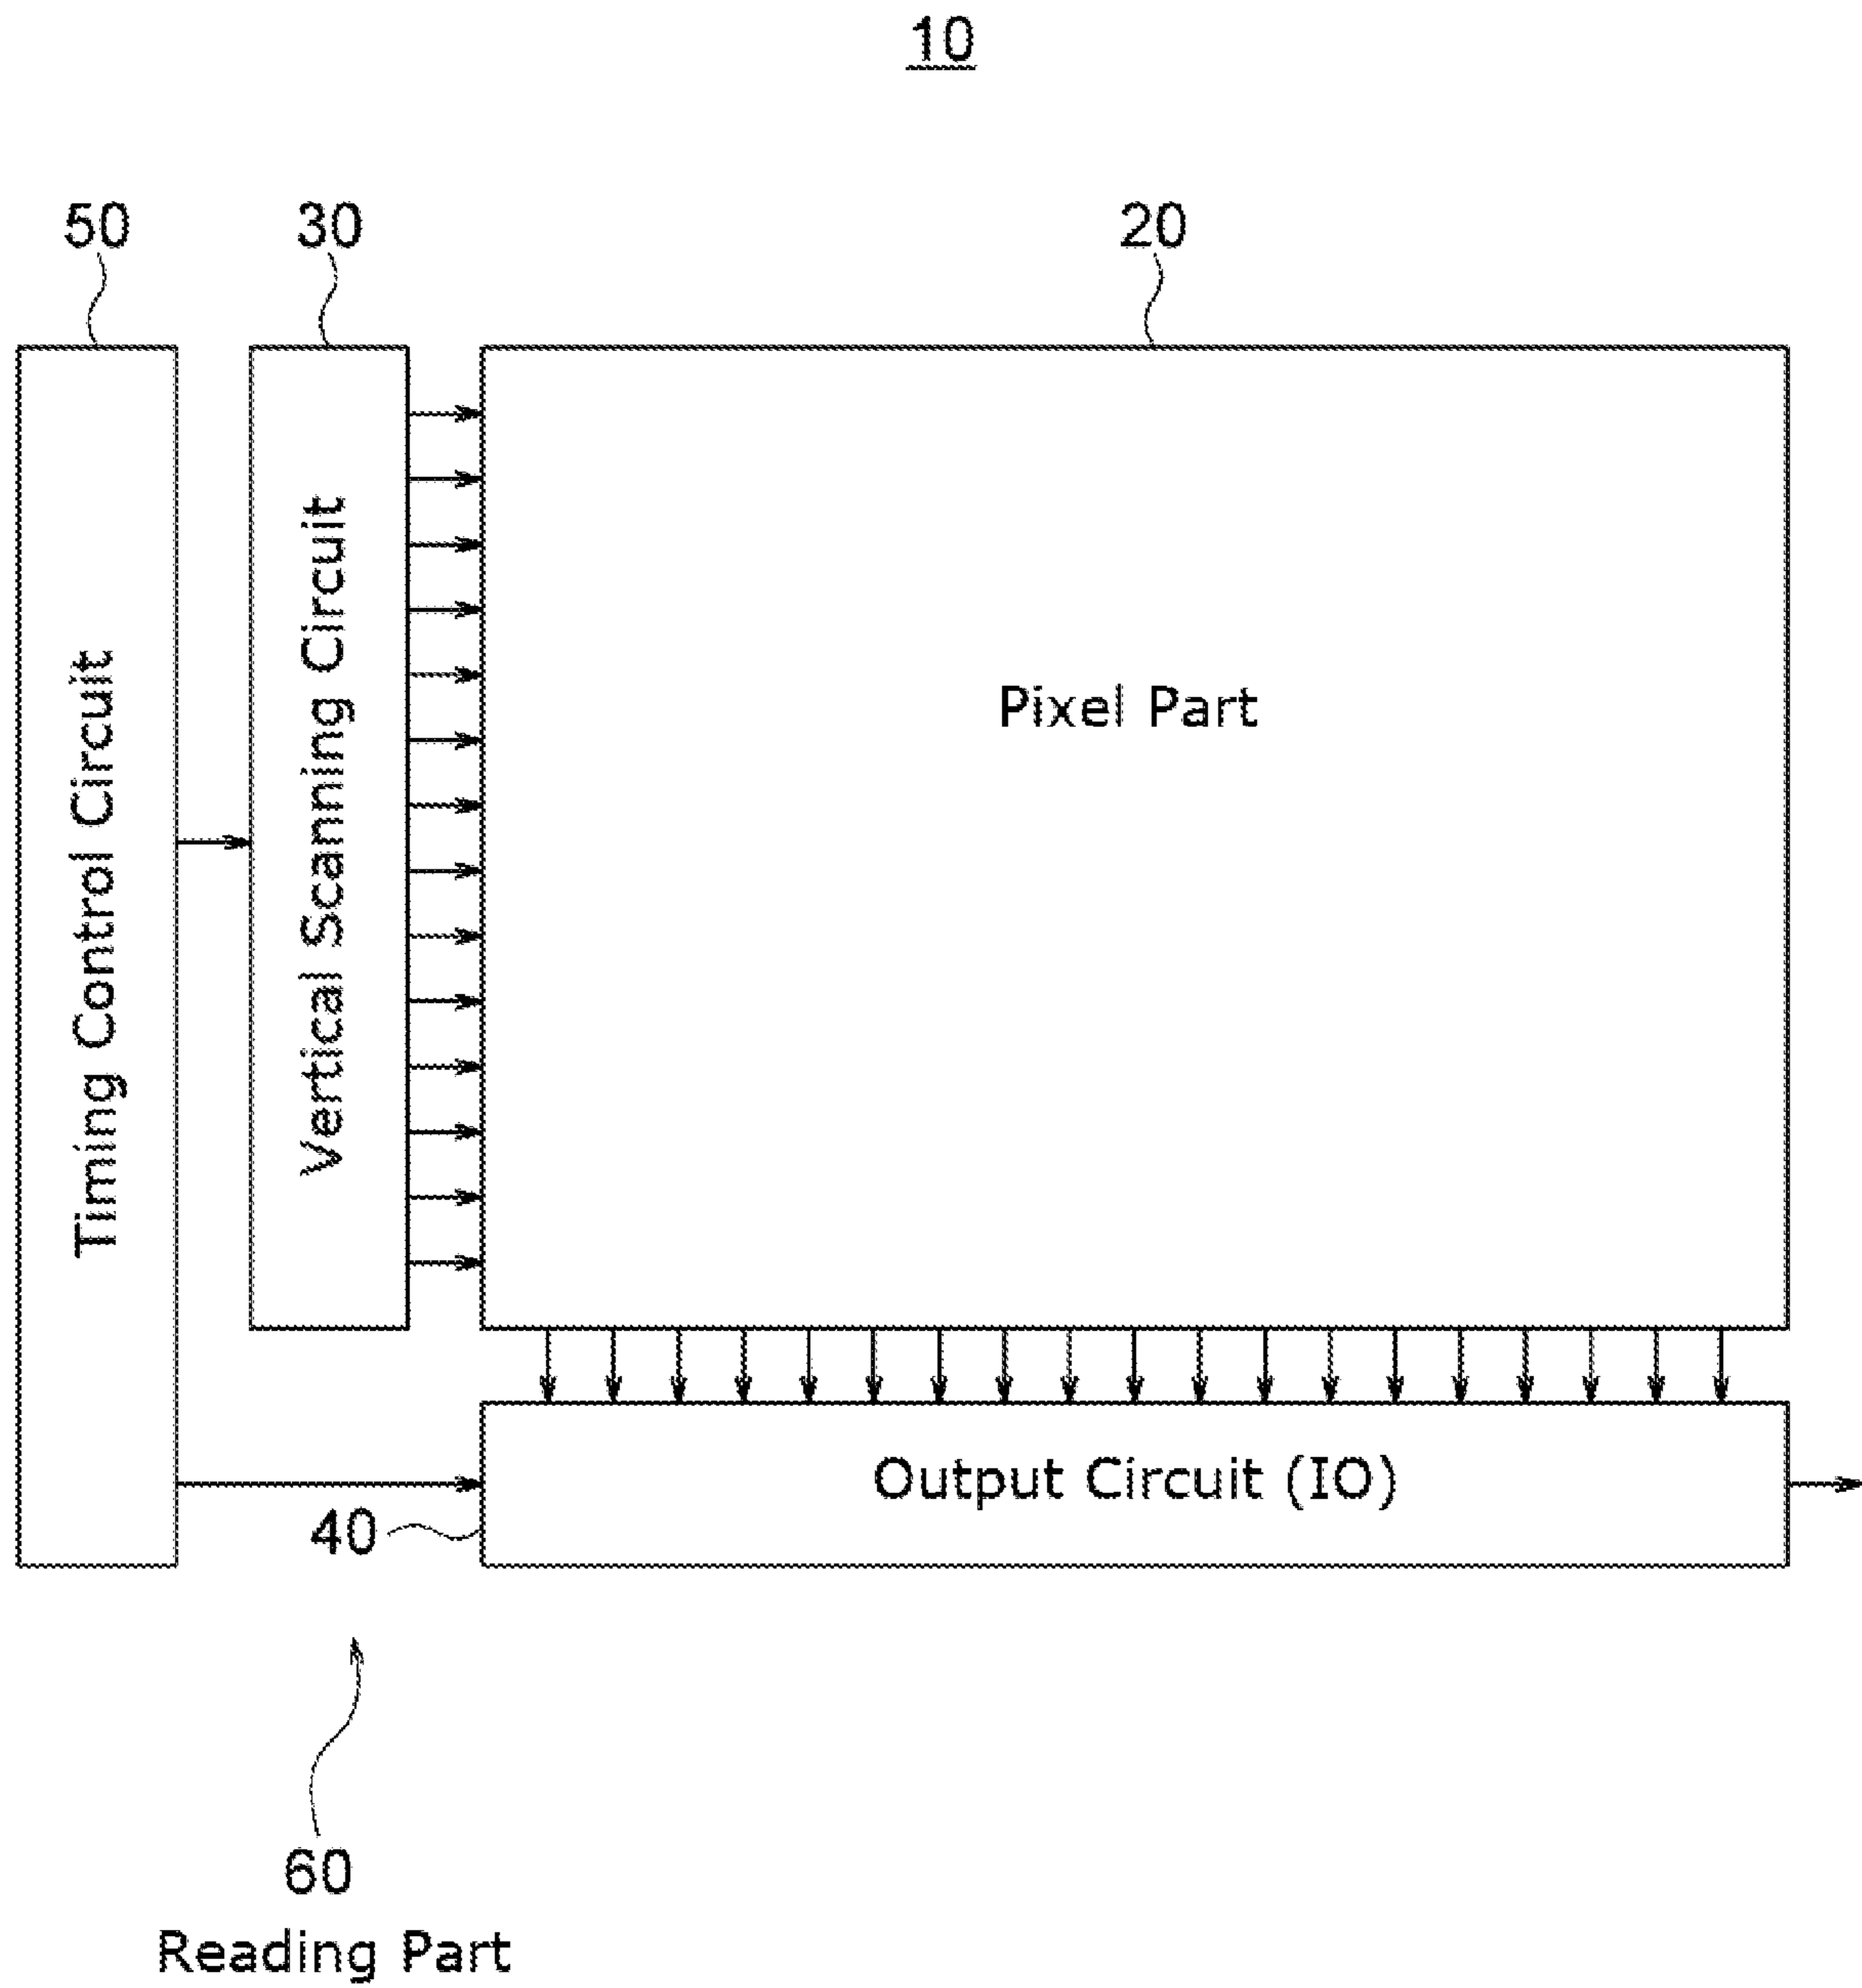 10
50
30
20
Timing Control Circuit
Vertical Scanning Circuit
Pixel Part
Output Circuit (IO)
40
60
Reading Part